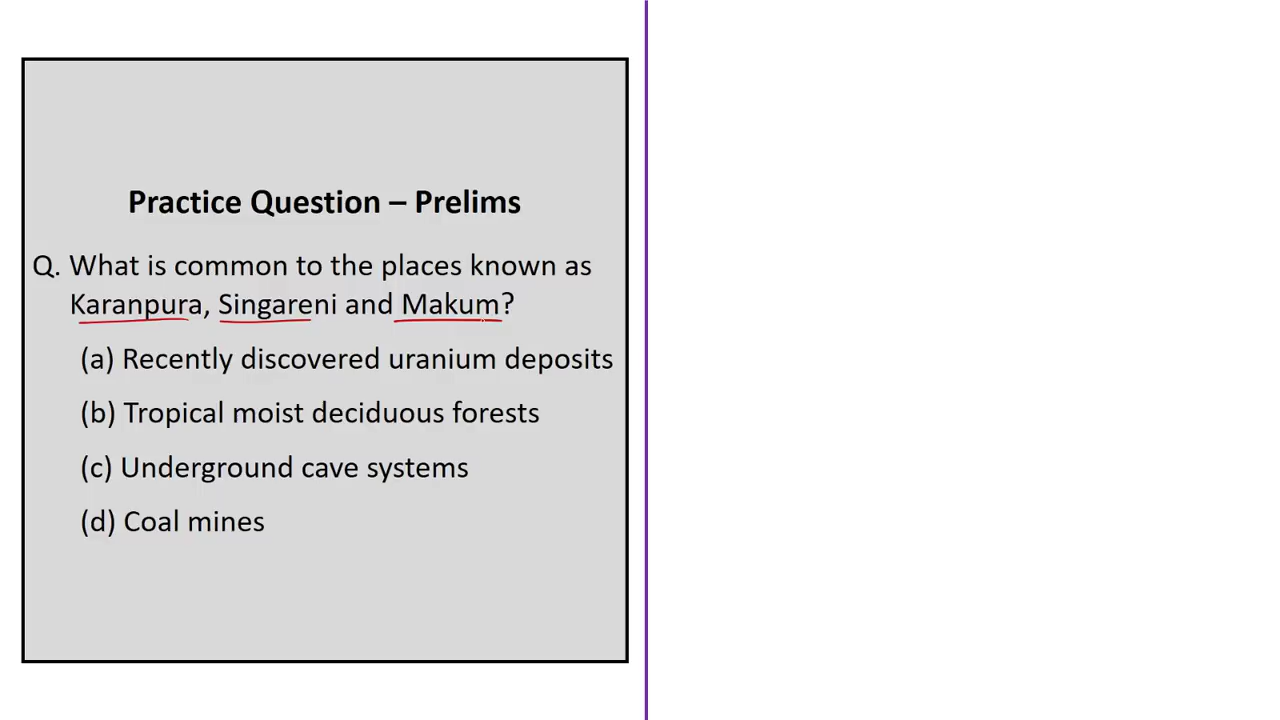 Practice Question – Prelims
Q. What is common to the places known as
Karanpura, Singareni and Makum?
(a) Recently discovered uranium deposits
(b) Tropical moist deciduous forests
(c) Underground cave systems
(d) Coal mines